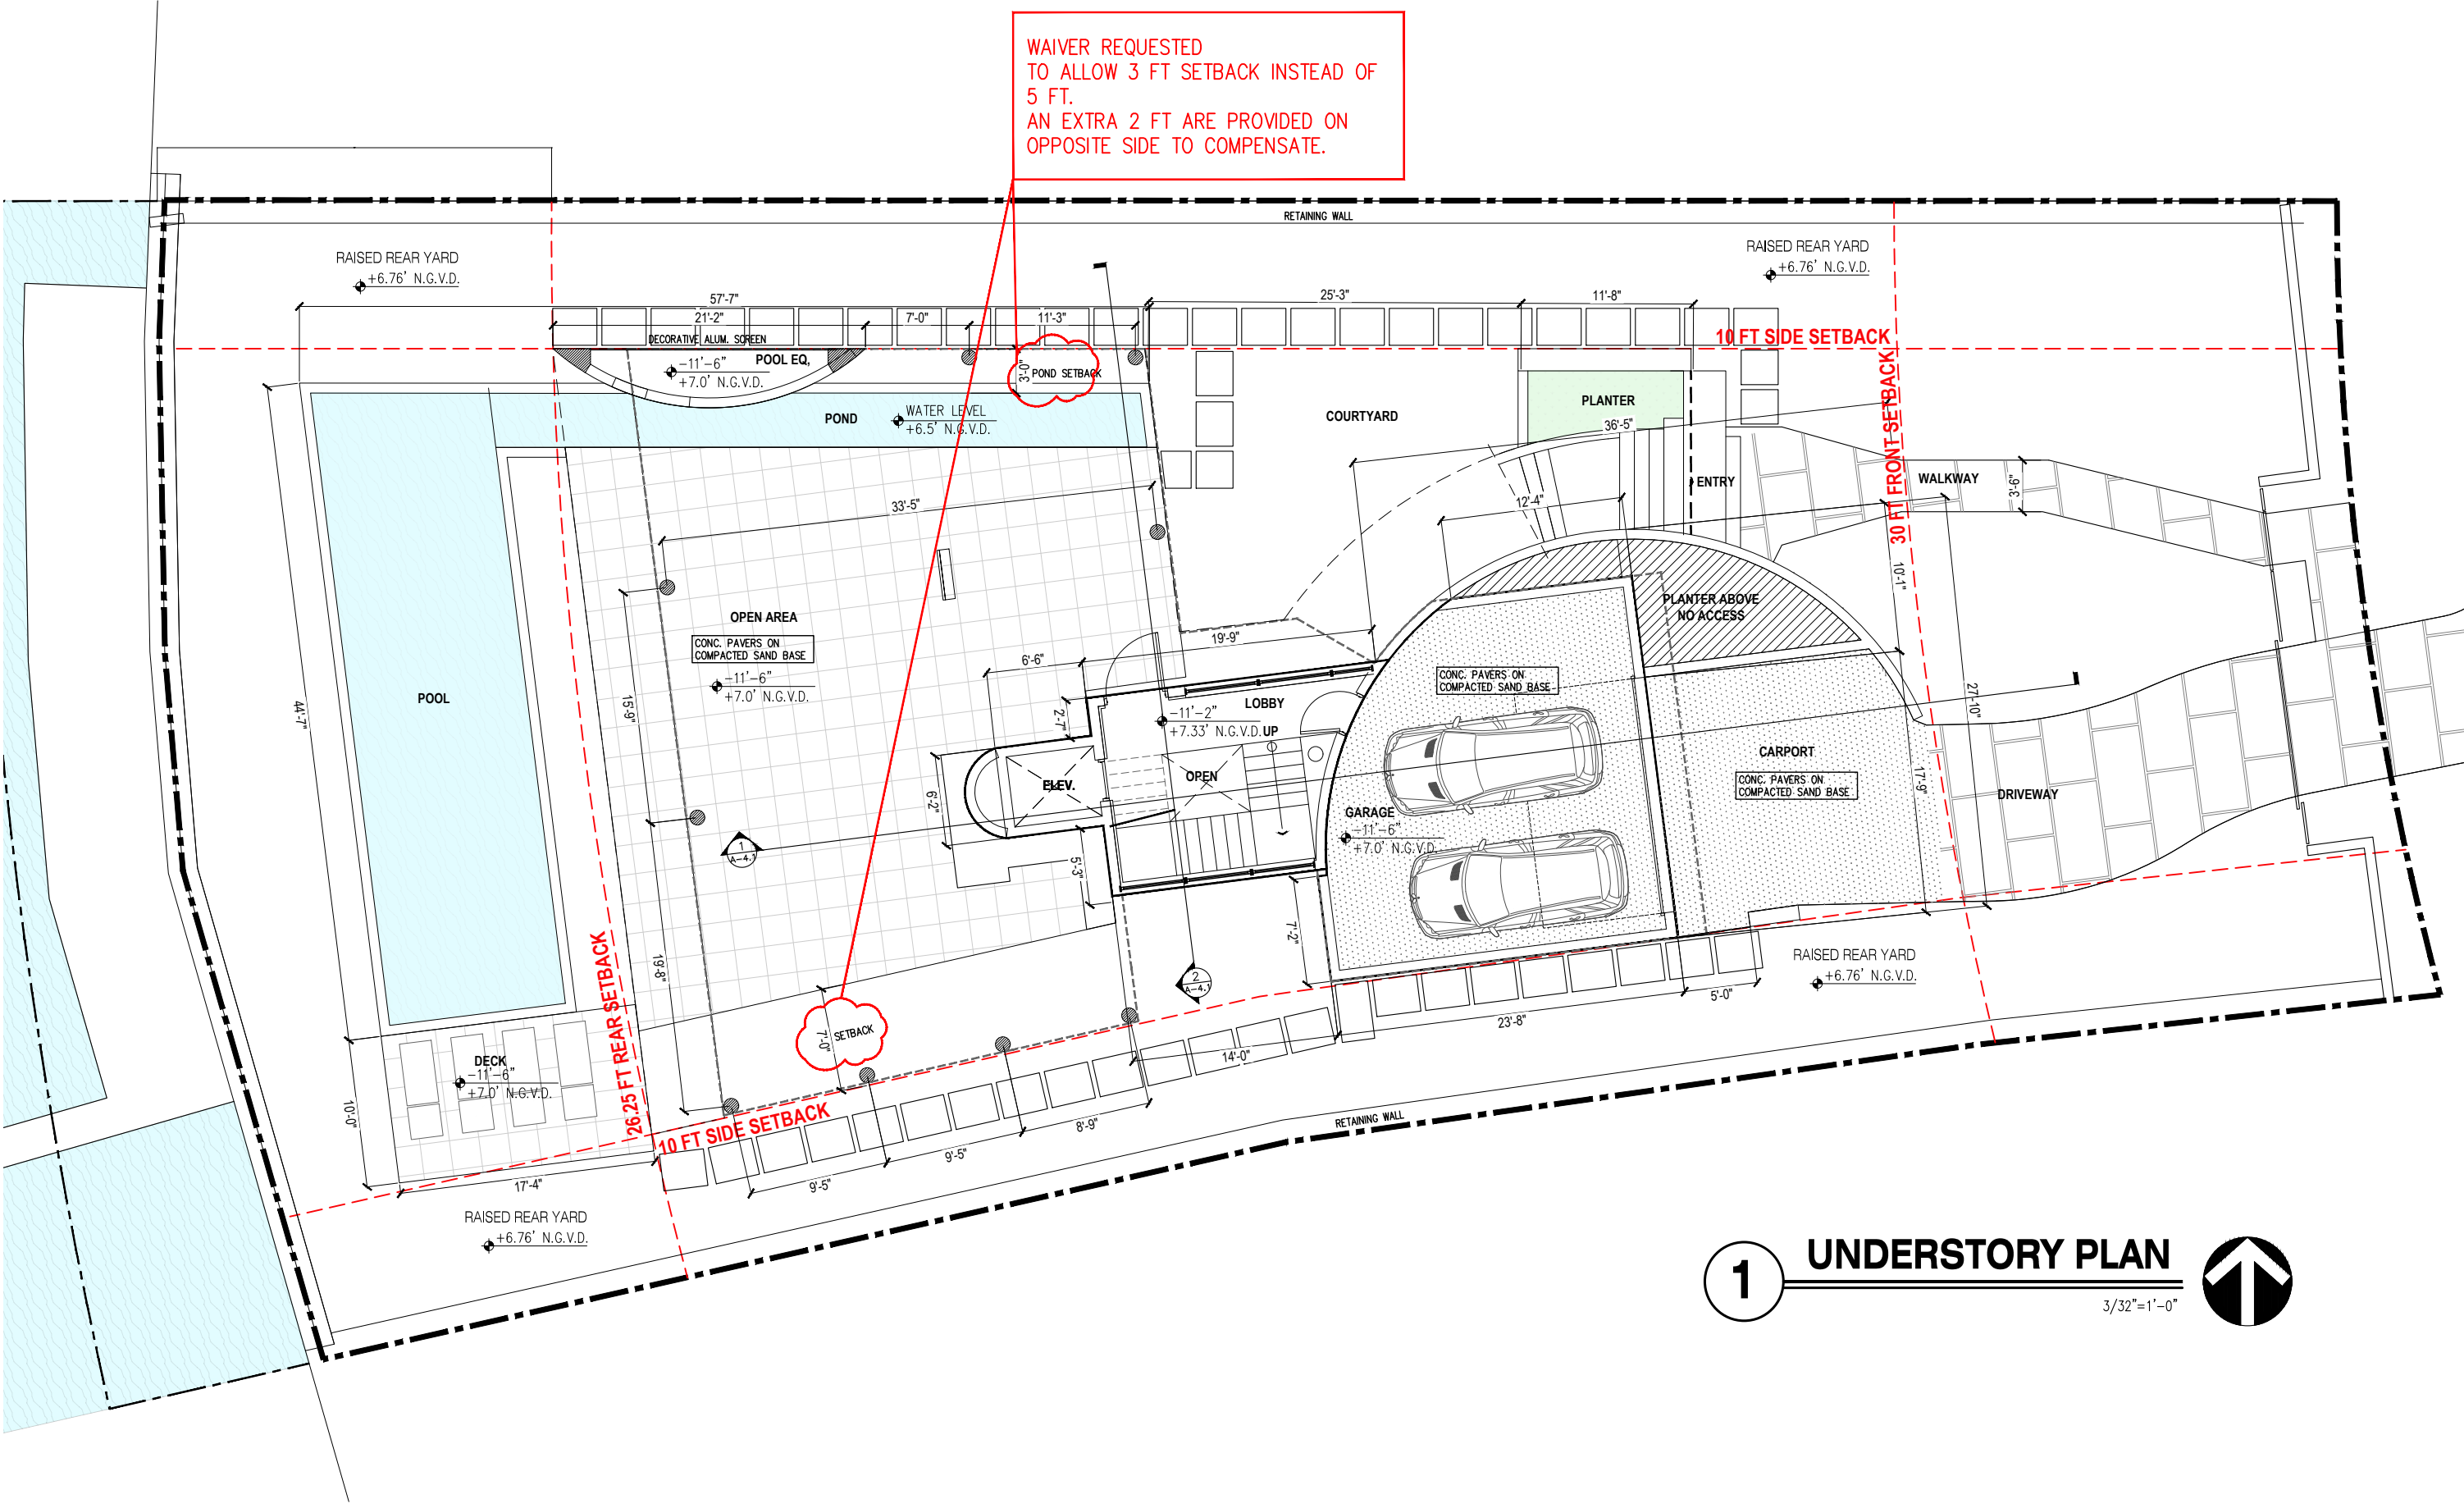 WAIVER REQUESTED
TO ALLOW 3 FT SETBACK INSTEAD OF
5 FT.
AN EXTRA 2 FT ARE PROVIDED ON
OPPOSITE SIDE TO COMPENSATE.
RETAINING WALL
RAISED REAR YARD
+6.76' N.G.V.D.
RAISED REAR YARD
+6.76' N.G.V.D.
57'-7"
25'-3"
11'-8"
21'-2"
7'-0"
11'-3"
DECORATIVE ALUM. SCREEN
10 FT SIDE SETBACK
POOL EQ,
-11'-6"
+7.0' N.G.V.D.
3'-0"
POND SETBACK
POND
WATER LEVEL
+6.5' N.G.V.D.
COURTYARD
PLANTER
36'-5"
30 FT FRONT SETBACK
ENTRY
WALKWAY
3'-6"
33'-5"
12'-4"
10'-1"
OPEN AREA
CONC. PAVERS ON
COMPACTED SAND BASE
-11'-6"
+7.0' N.G.V.D.
15'-9"
PLANTER ABOVE
NO ACCESS
19'-9"
6'-6"
2'-7"
CONC. PAVERS ON
COMPACTED SAND BASE
POOL
44'-7"
LOBBY
-11'-2"
+7.33' N.G.V.D.
UP
27'-10"
CARPORT
CONC. PAVERS ON
COMPACTED SAND BASE
17'-9"
DRIVEWAY
ELEV.
OPEN
6'-2"
GARAGE
-11'-6"
+7.0' N.G.V.D.
1
A-4.1
5'-3"
7'-2"
19'-8"
2
A-4.1
RAISED REAR YARD
+6.76' N.G.V.D.
5'-0"
23'-8"
7'-0"
SETBACK
14'-0"
26.25 FT REAR SETBACK
DECK
-11'-6"
+7.0' N.G.V.D.
10'-0"
10 FT SIDE SETBACK
8'-9"
9'-5"
9'-5"
17'-4"
RETAINING WALL
RAISED REAR YARD
+6.76' N.G.V.D.
1
UNDERSTORY PLAN
3/32"=1'-0"